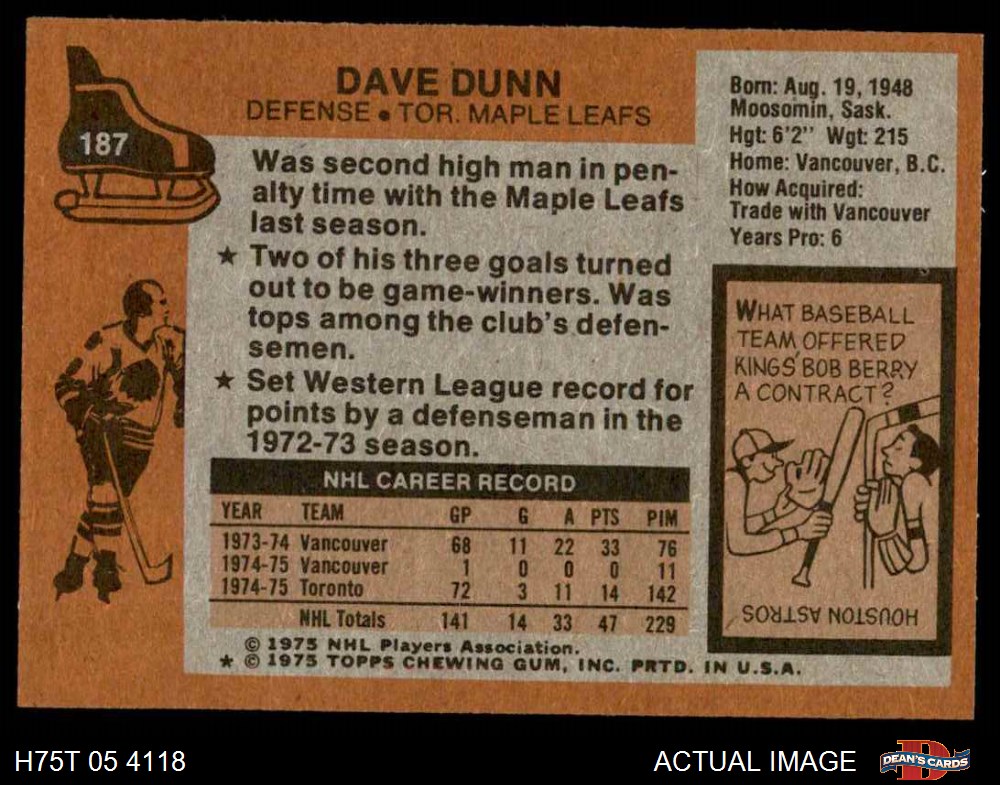 187
DAVE DUNN
DEFENSE • TOR. MAPLE LEAFS
Was second high man in pen-
alty time with the Maple Leafs
last season.
★ Two of his three goals turned
out to be game-winners. Was
tops among the club's defen-
semen.
★ Set Western League record for
points by a defenseman in the
1972-73 season.
NHL CAREER RECORD
YEAR TEAM GP G A PTS PIM
1973-74 Vancouver 68 11 22 33 76
1974-75 Vancouver 1 0 0 0 11
1974-75 Toronto 72 3 11 14 142
NHL Totals 141 14 33 47 229
© 1975 NHL Players Association.
★ © 1975 TOPPS CHEWING GUM, INC. PRTD. IN U.S.A.
Born: Aug. 19, 1948
Moosomin, Sask.
Hgt: 6'2" Wgt: 215
Home: Vancouver, B.C.
How Acquired:
Trade with Vancouver
Years Pro: 6
WHAT BASEBALL
TEAM OFFERED
KINGS' BOB BERRY
A CONTRACT?
HOUSTON ASTROS
H75T 05 4118
ACTUAL IMAGE
D
DEAN'S CARDS